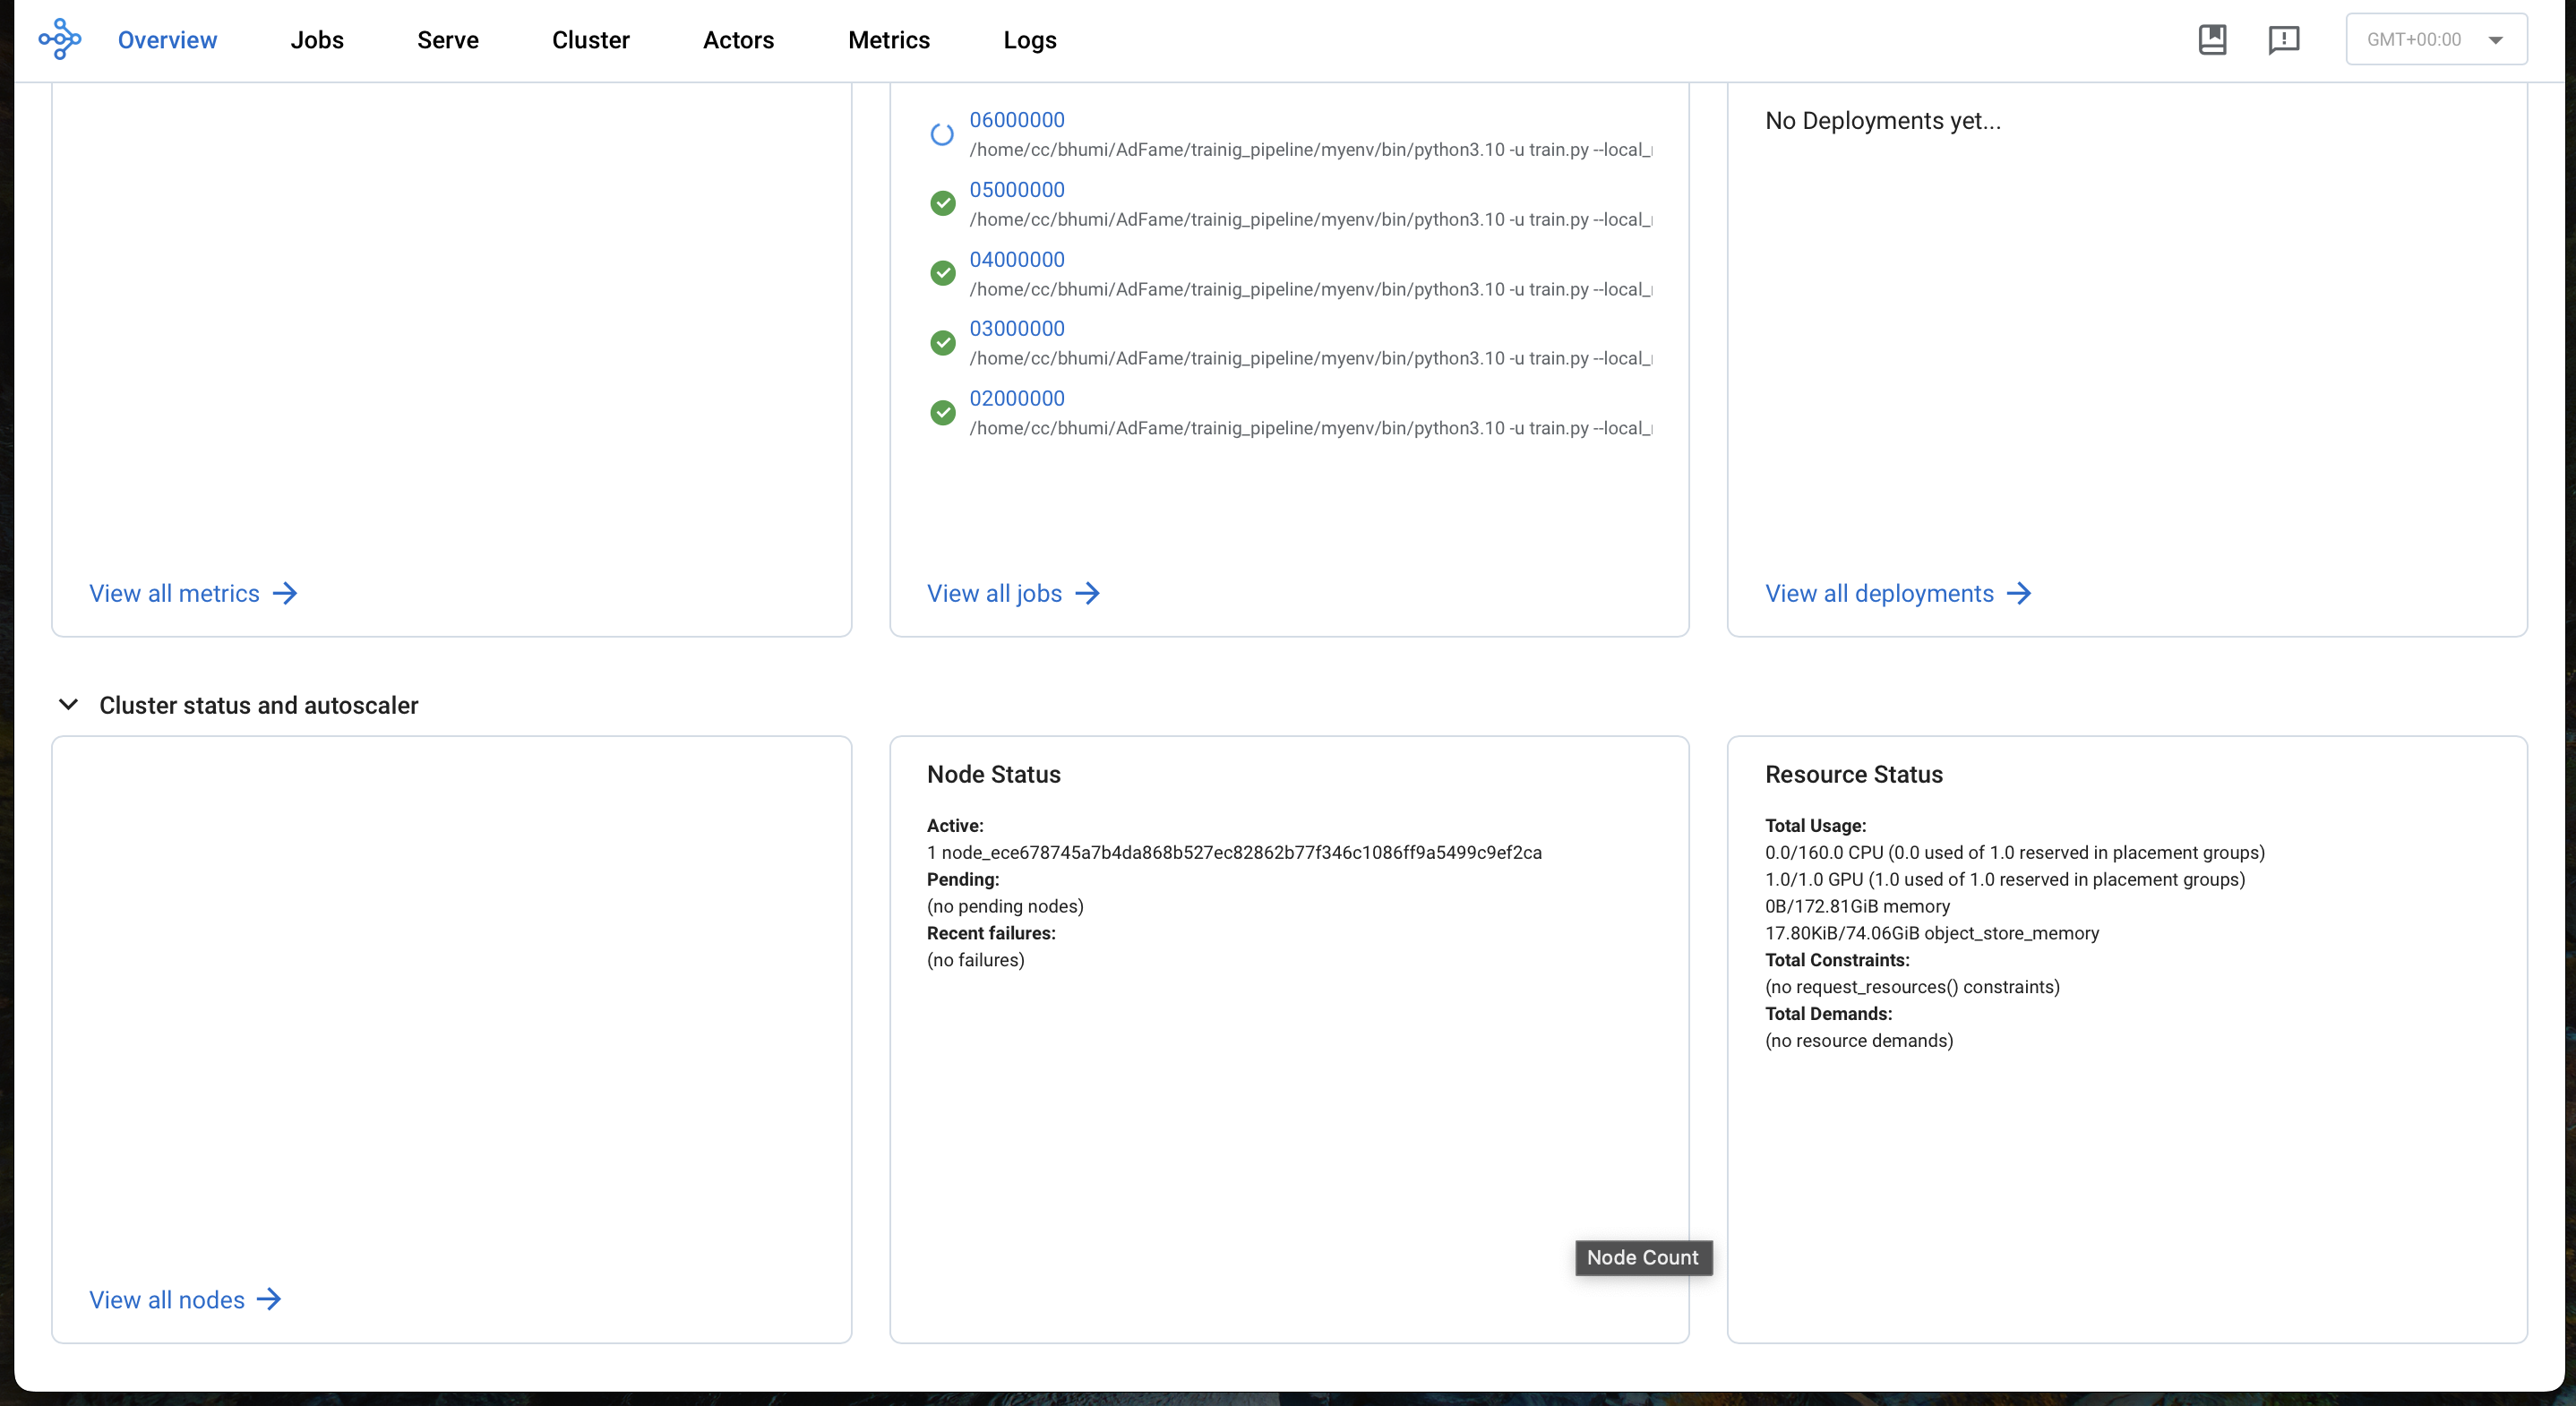 Overview Jobs Serve Cluster Actors Metrics Logs GMT+00:00
View all metrics
06000000
/home/cc/bhumi/AdFame/trainig_pipeline/myenv/bin/python3.10 -u train.py --local_
05000000
/home/cc/bhumi/AdFame/trainig_pipeline/myenv/bin/python3.10 -u train.py --local_
04000000
/home/cc/bhumi/AdFame/trainig_pipeline/myenv/bin/python3.10 -u train.py --local_
03000000
/home/cc/bhumi/AdFame/trainig_pipeline/myenv/bin/python3.10 -u train.py --local_
02000000
/home/cc/bhumi/AdFame/trainig_pipeline/myenv/bin/python3.10 -u train.py --local_
View all jobs
No Deployments yet...
View all deployments
Cluster status and autoscaler
View all nodes
Node Status
Active:
1 node_ece678745a7b4da868b527ec82862b77f346c1086ff9a5499c9ef2ca
Pending:
(no pending nodes)
Recent failures:
(no failures)
Node Count
Resource Status
Total Usage:
0.0/160.0 CPU (0.0 used of 1.0 reserved in placement groups)
1.0/1.0 GPU (1.0 used of 1.0 reserved in placement groups)
0B/172.81GiB memory
17.80KiB/74.06GiB object_store_memory
Total Constraints:
(no request_resources() constraints)
Total Demands:
(no resource demands)